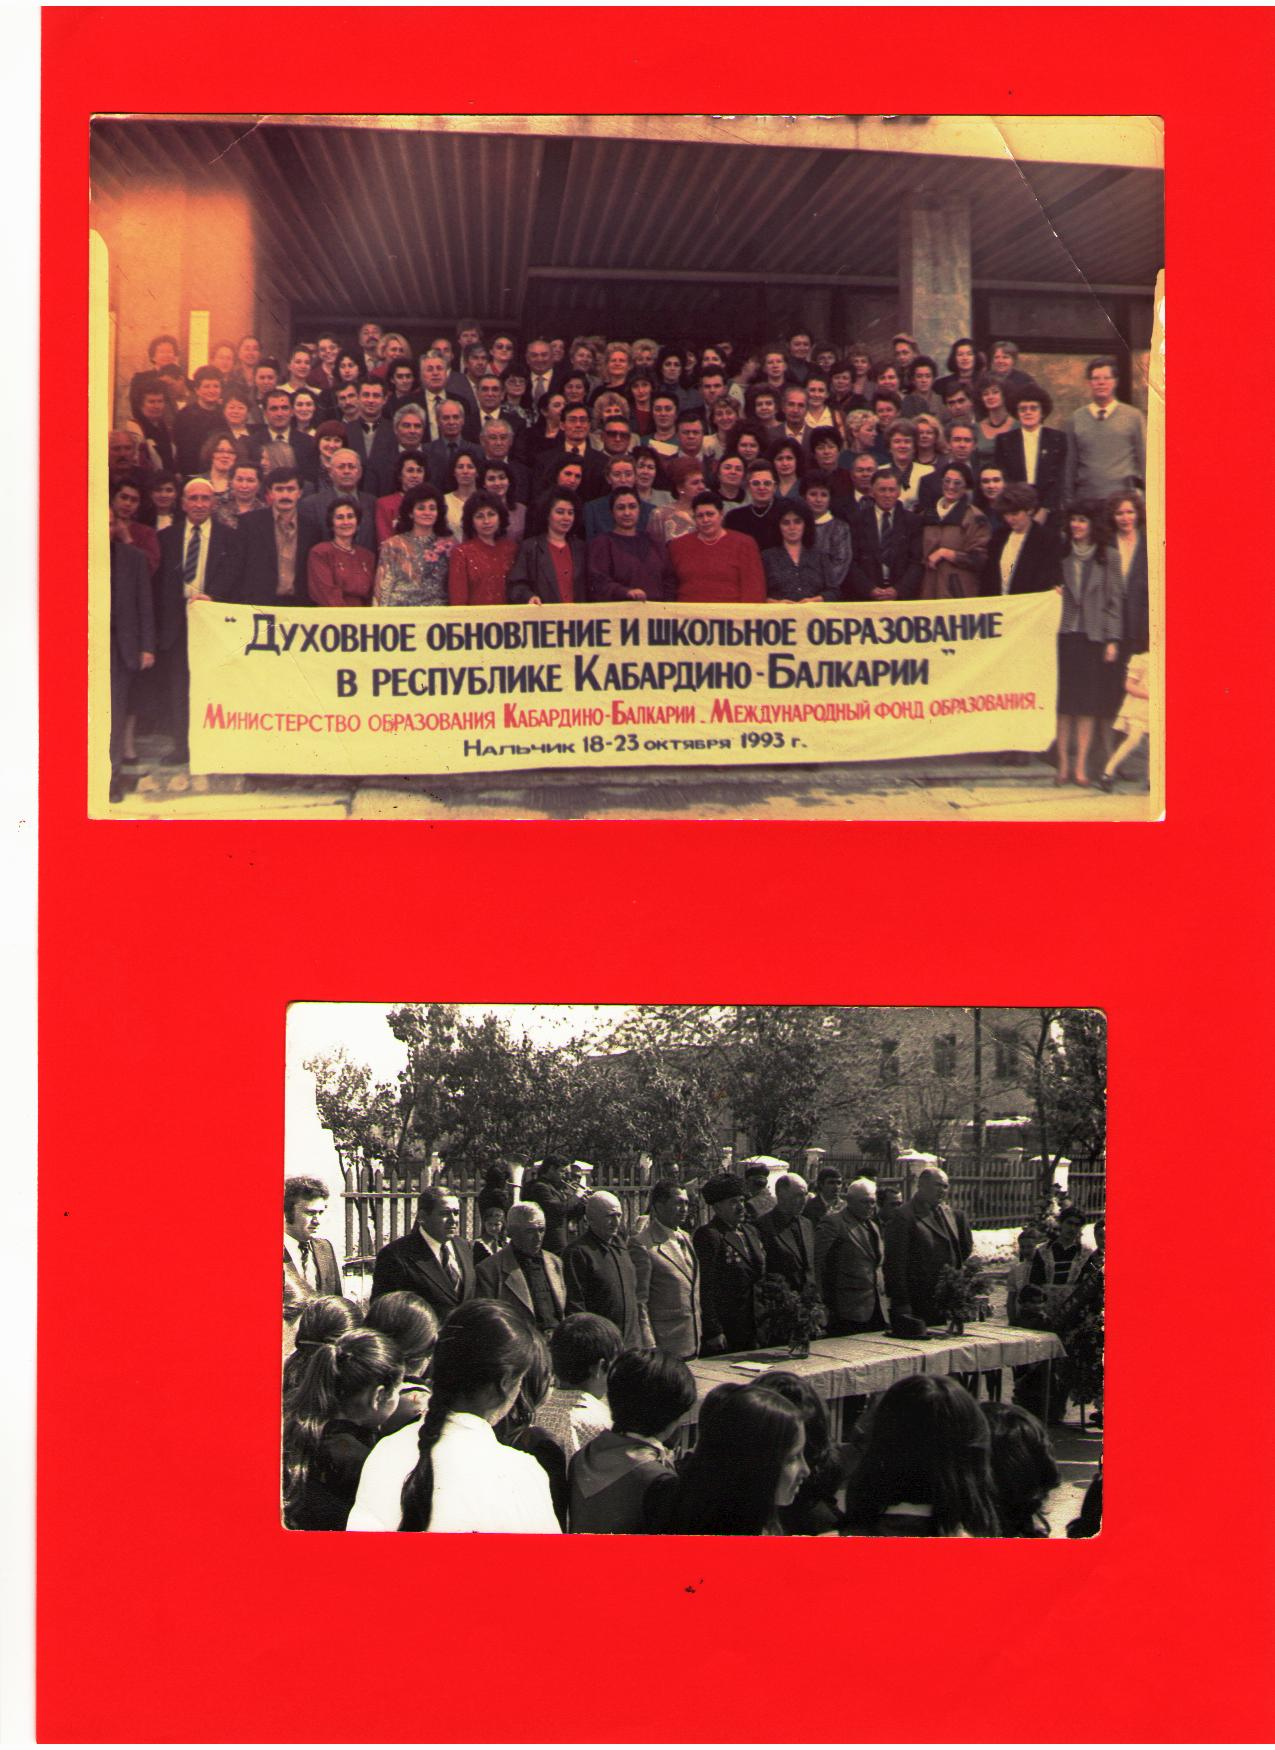 "Духовное обновление и школьное образование
в республике Кабардино-Балкарии"
Министерство образования Кабардино-Балкарии. Международный фонд образования.
Нальчик 18-23 октября 1993 г.